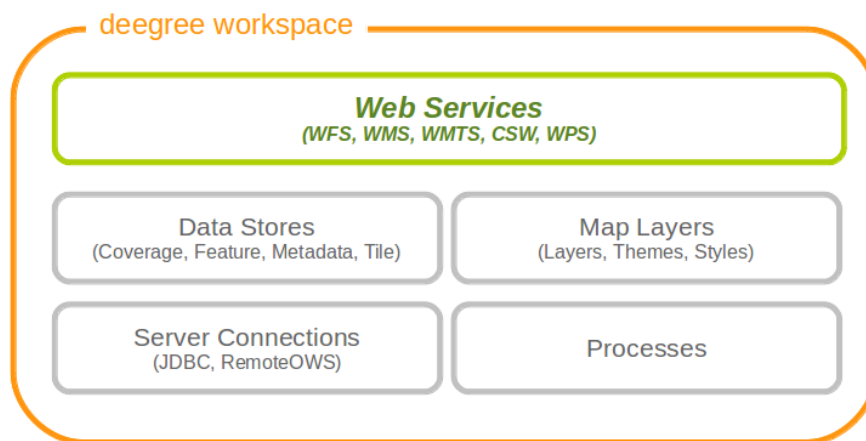 deegree workspace
Web Services
(WFS, WMS, WMTS, CSW, WPS)
Data Stores
(Coverage, Feature, Metadata, Tile)
Map Layers
(Layers, Themes, Styles)
Server Connections
(JDBC, RemoteOWS)
Processes